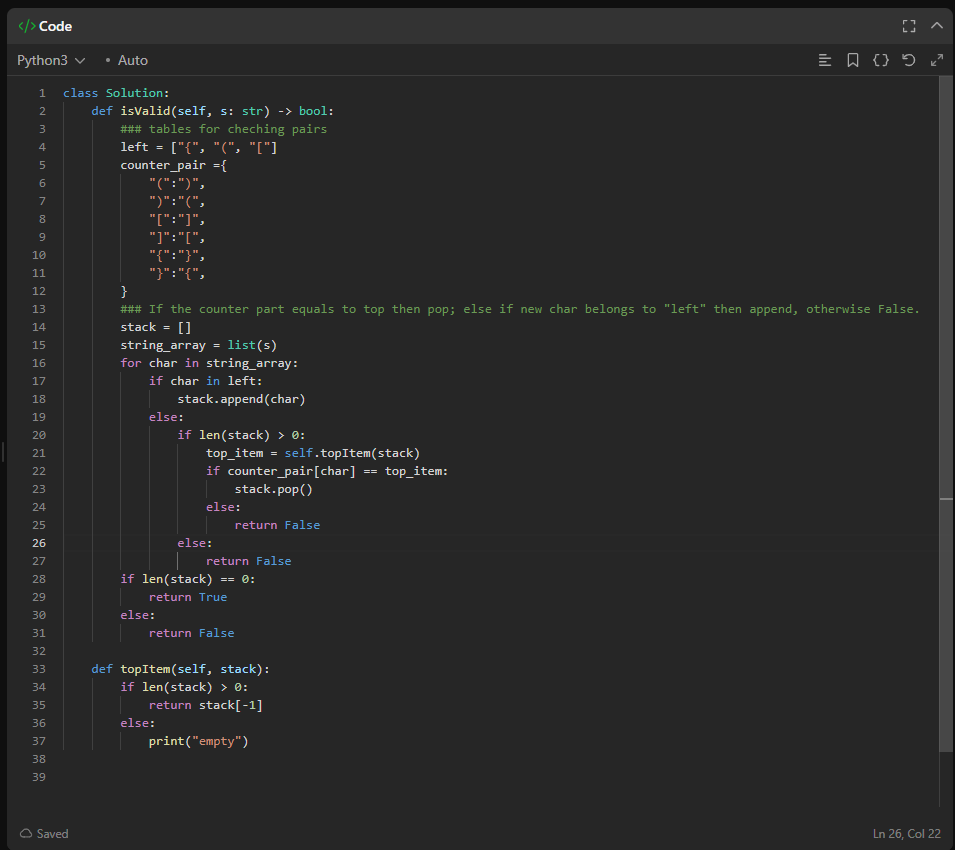 </> Code
Python3 • Auto
1 class Solution:
2     def isValid(self, s: str) -> bool:
3         ### tables for cheching pairs
4         left = ["{", "(", "["]
5         counter_pair ={
6             "(":")",
7             ")":"(",
8             "[":"]",
9             "]":"[",
10             "{":"}",
11             "}":"{",
12         }
13         ### If the counter part equals to top then pop; else if new char belongs to "left" then append, otherwise False.
14         stack = []
15         string_array = list(s)
16         for char in string_array:
17             if char in left:
18                 stack.append(char)
19             else:
20                 if len(stack) > 0:
21                     top_item = self.topItem(stack)
22                     if counter_pair[char] == top_item:
23                         stack.pop()
24                     else:
25                         return False
26                 else:
27                     return False
28         if len(stack) == 0:
29             return True
30         else:
31             return False
32
33     def topItem(self, stack):
34         if len(stack) > 0:
35             return stack[-1]
36         else:
37             print("empty")
38
39
Saved Ln 26, Col 22